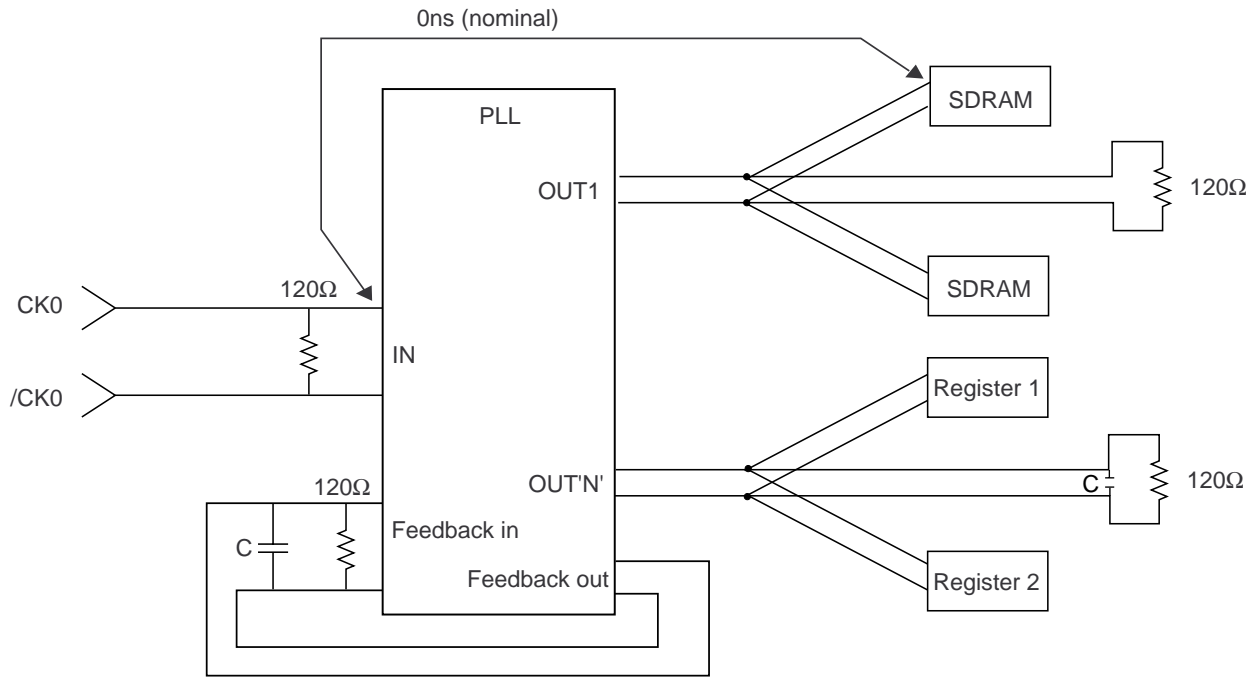 0ns (nominal)
PLL
SDRAM
OUT1
120Ω
SDRAM
120Ω
CK0
IN
/CK0
Register 1
OUT'N'
C
120Ω
120Ω
Feedback in
C
Feedback out
Register 2